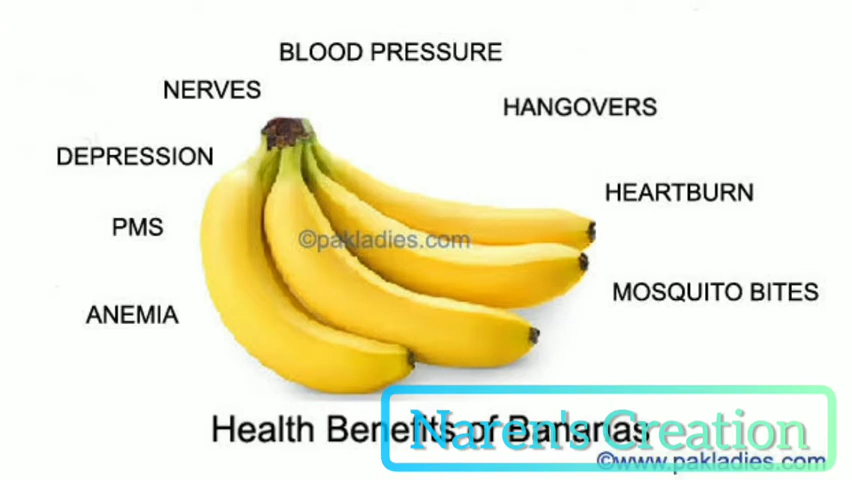 BLOOD PRESSURE
NERVES
HANGOVERS
DEPRESSION
HEARTBURN
PMS
©pakladies.com
MOSQUITO BITES
ANEMIA
Health Benefits of Bananas
Naren's Creation
©www.pakladies.com